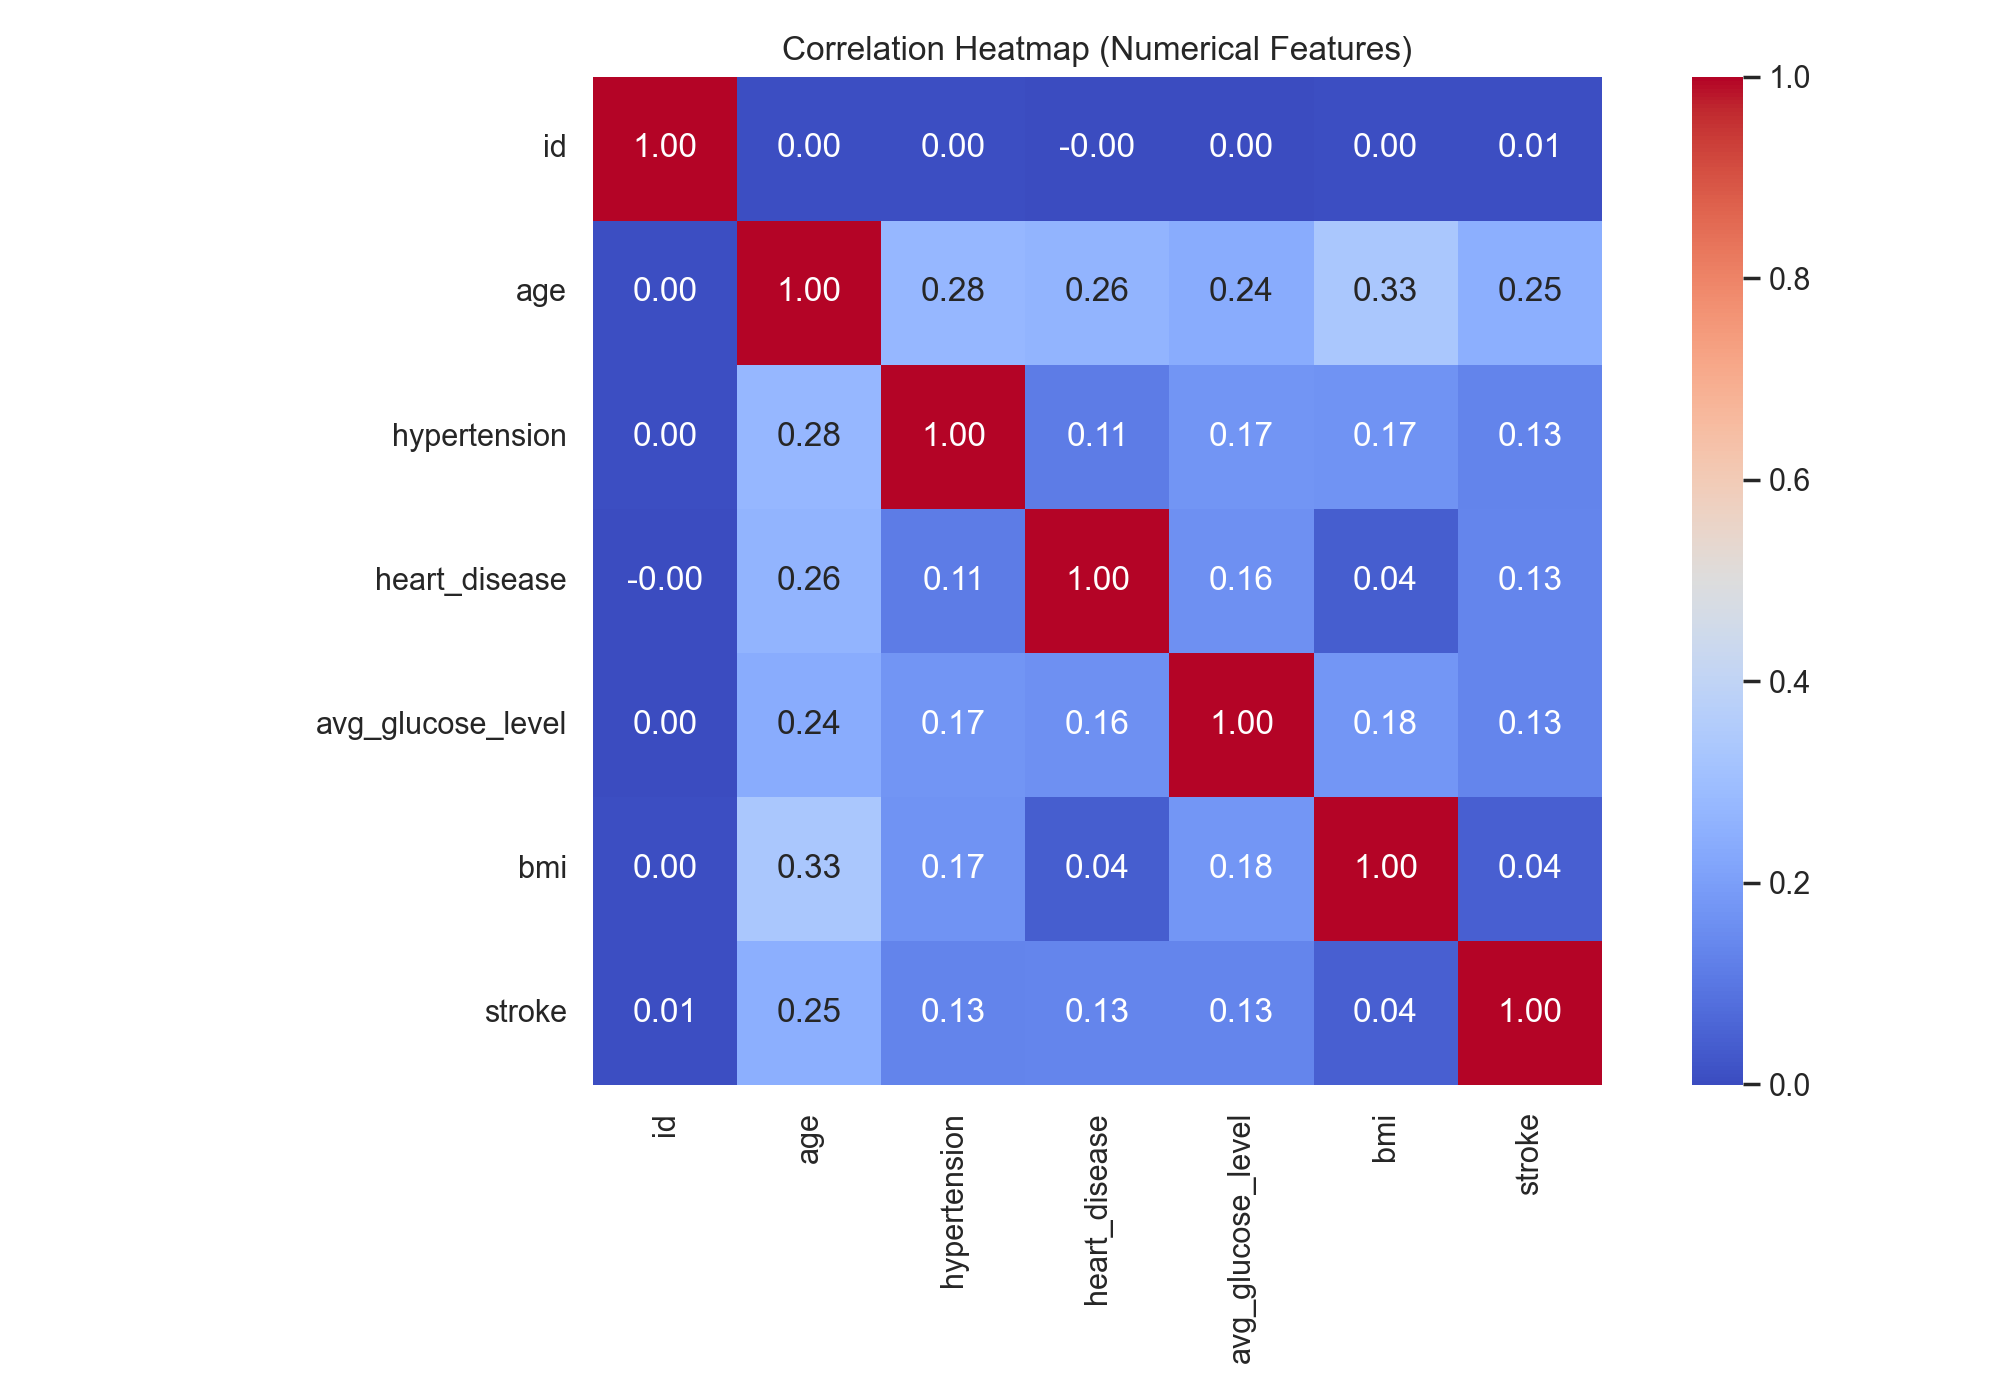 Correlation Heatmap (Numerical Features)
id 1.00 0.00 0.00 -0.00 0.00 0.00 0.01
age 0.00 1.00 0.28 0.26 0.24 0.33 0.25
hypertension 0.00 0.28 1.00 0.11 0.17 0.17 0.13
heart_disease -0.00 0.26 0.11 1.00 0.16 0.04 0.13
avg_glucose_level 0.00 0.24 0.17 0.16 1.00 0.18 0.13
bmi 0.00 0.33 0.17 0.04 0.18 1.00 0.04
stroke 0.01 0.25 0.13 0.13 0.13 0.04 1.00
id
age
hypertension
heart_disease
avg_glucose_level
bmi
stroke
1.0
0.8
0.6
0.4
0.2
0.0